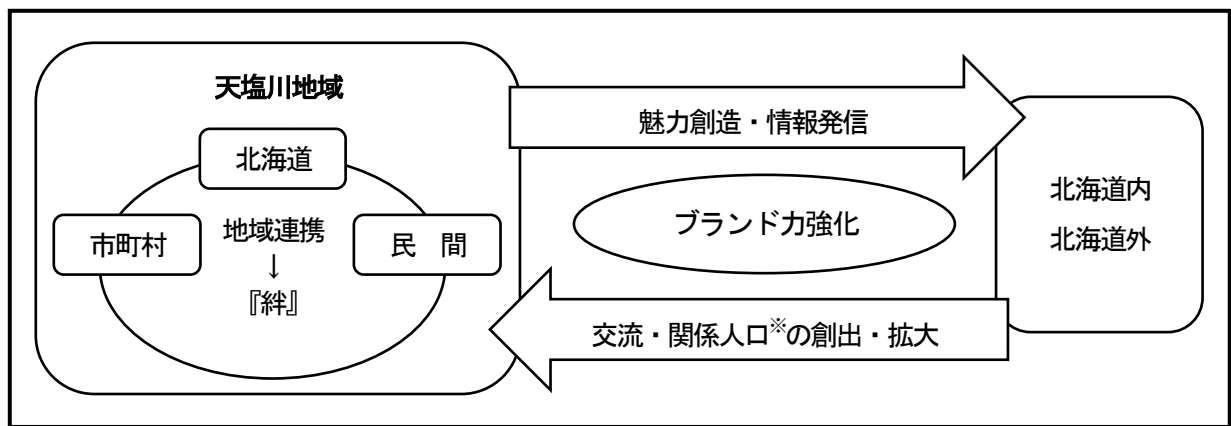 天塩川地域
北海道
市町村
地域連携
↓
『絆』
民　間
魅力創造・情報発信
ブランド力強化
交流・関係人口※の創出・拡大
北海道内
北海道外